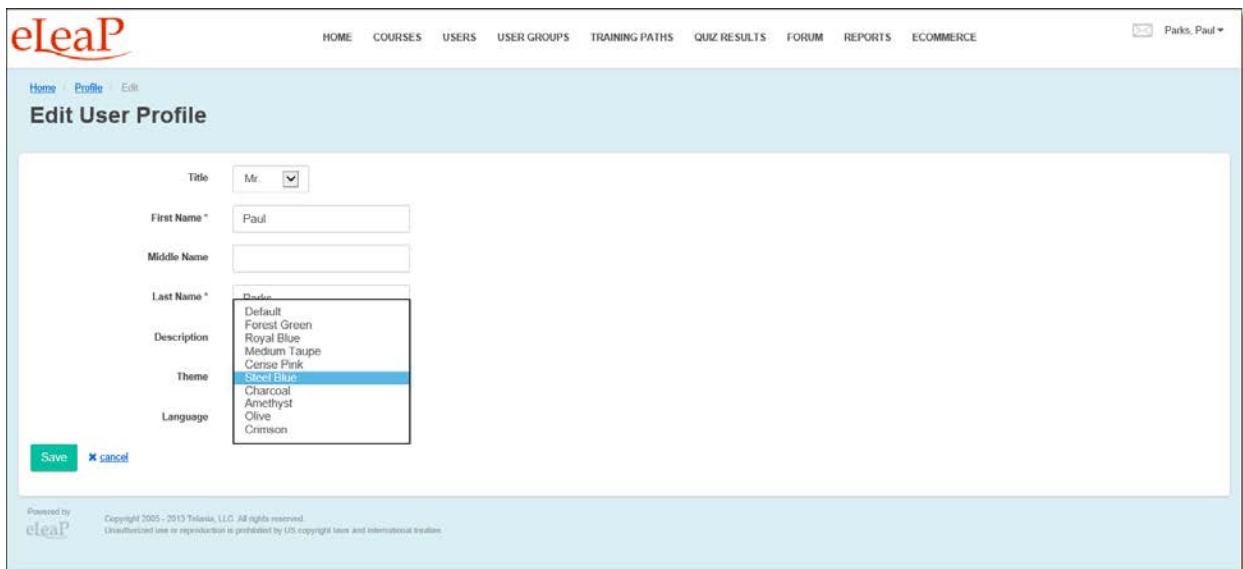 eLeaP
HOME COURSES USERS USER GROUPS TRAINING PATHS QUIZ RESULTS FORUM REPORTS ECOMMERCE
Parks, Paul
Home / Profile / Edit
Edit User Profile
Title Mr.
First Name * Paul
Middle Name
Last Name * Parks
Default
Forest Green
Description Royal Blue
Medium Taupe
Cerise Pink
Theme Steel Blue
Charcoal
Amethyst
Language Olive
Crimson
Save cancel
Powered by
eLeaP
Copyright 2005 - 2013 Telania, LLC. All rights reserved.
Unauthorized use or reproduction is prohibited by US copyright laws and international treaties.